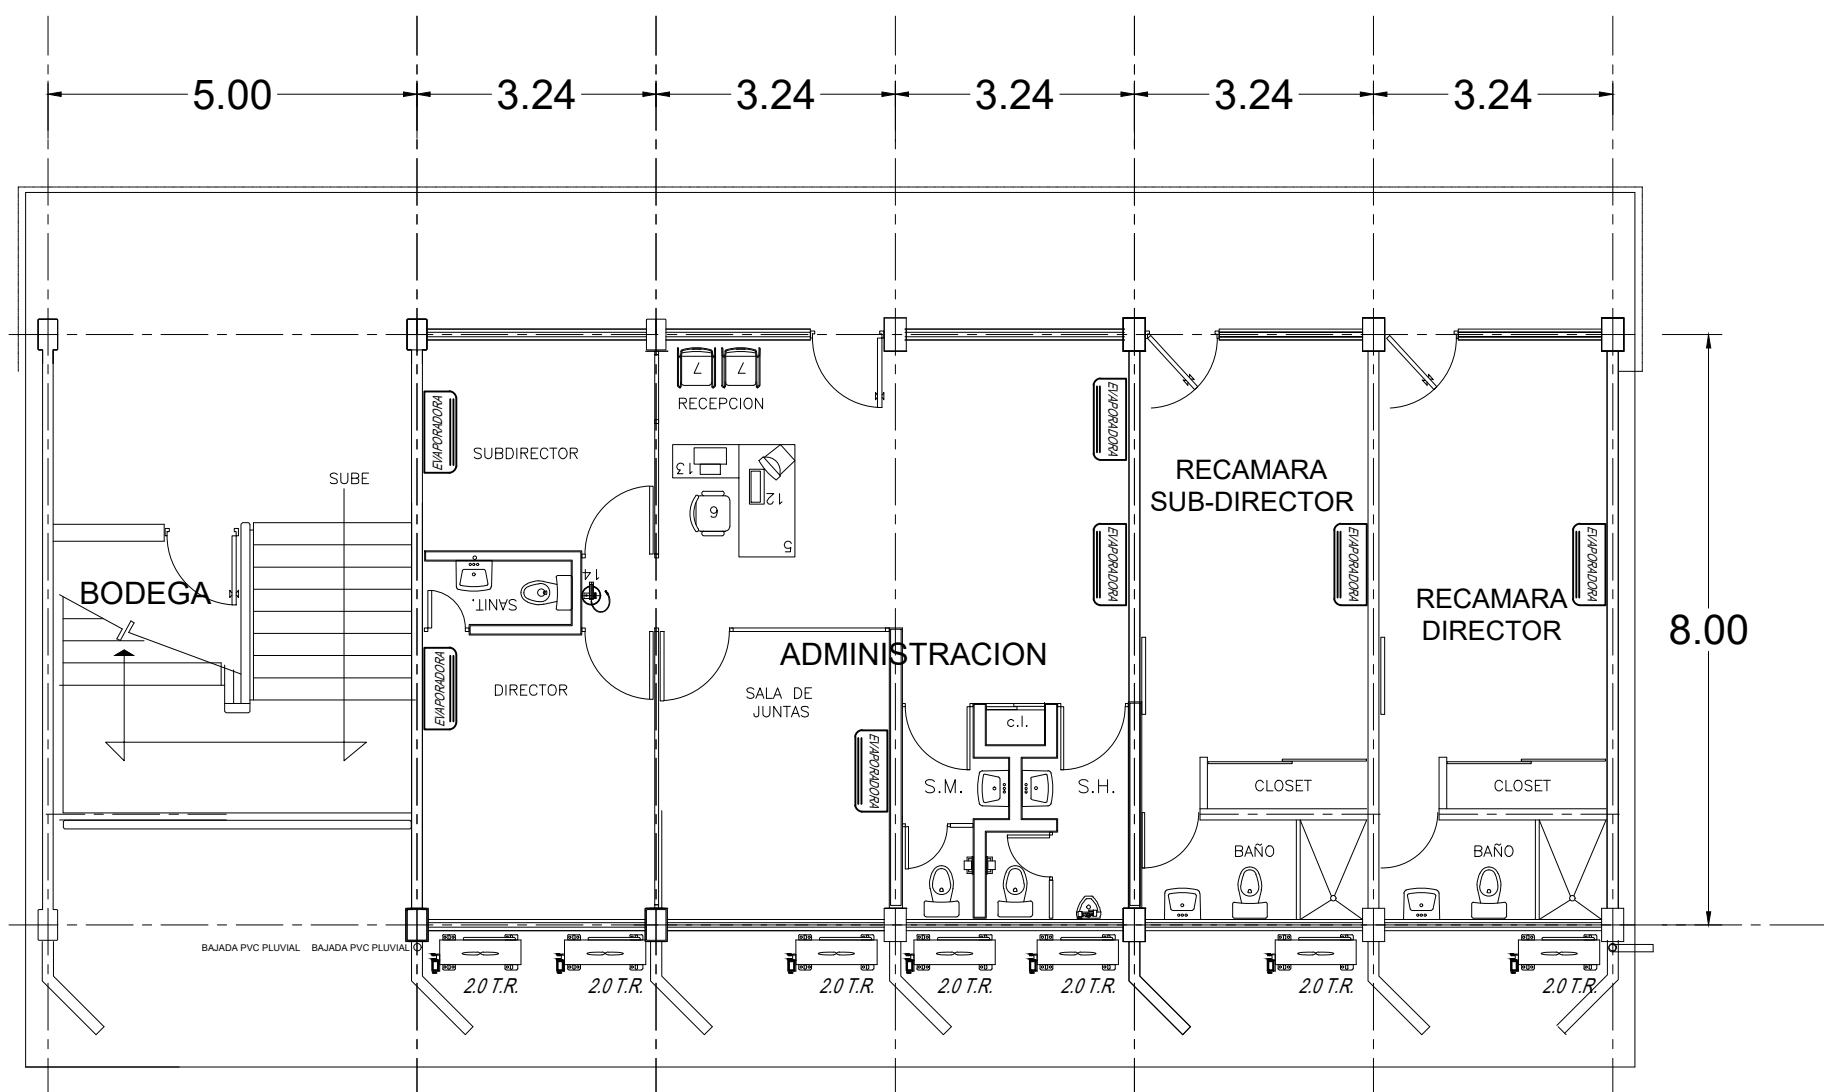 5.00 3.24 3.24 3.24 3.24 3.24
7 7
RECEPCION
EVAPORADORA
EVAPORADORA
SUBDIRECTOR
13
12
RECAMARA
SUB-DIRECTOR
SUBE
6
5
EVAPORADORA
EVAPORADORA
EVAPORADORA
BODEGA
14
SANIT.
RECAMARA
DIRECTOR
8.00
ADMINISTRACION
EVAPORADORA
DIRECTOR
SALA DE
JUNTAS
c.l.
EVAPORADORA
S.M.
S.H.
CLOSET
CLOSET
BAÑO
BAÑO
BAJADA PVC PLUVIAL BAJADA PVC PLUVIAL
2.0 T.R. 2.0 T.R. 2.0 T.R. 2.0 T.R. 2.0 T.R. 2.0 T.R. 2.0 T.R.